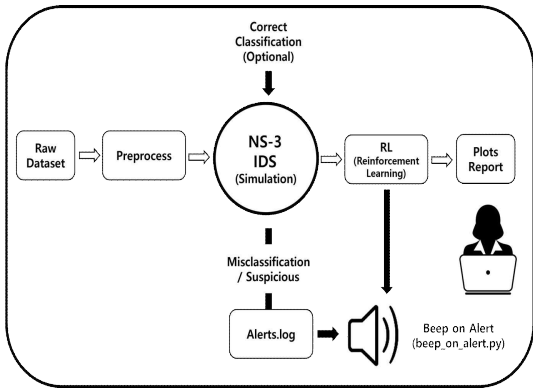 Correct
Classification
(Optional)
Raw
Dataset
Preprocess
NS-3
IDS
(Simulation)
RL
(Reinforcement
Learning)
Plots
Report
Misclassification
/ Suspicious
Alerts.log
Beep on Alert
(beep_on_alert.py)